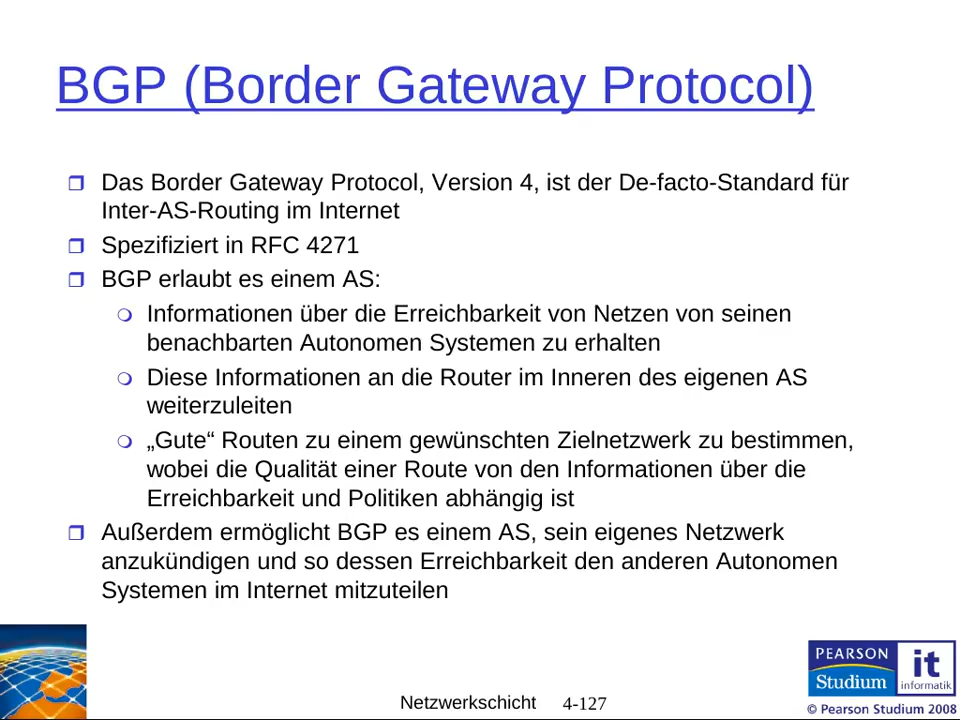 BGP (Border Gateway Protocol)
Das Border Gateway Protocol, Version 4, ist der De-facto-Standard für
Inter-AS-Routing im Internet
Spezifiziert in RFC 4271
BGP erlaubt es einem AS:
Informationen über die Erreichbarkeit von Netzen von seinen
benachbarten Autonomen Systemen zu erhalten
Diese Informationen an die Router im Inneren des eigenen AS
weiterzuleiten
„Gute“ Routen zu einem gewünschten Zielnetzwerk zu bestimmen,
wobei die Qualität einer Route von den Informationen über die
Erreichbarkeit und Politiken abhängig ist
Außerdem ermöglicht BGP es einem AS, sein eigenes Netzwerk
anzukündigen und so dessen Erreichbarkeit den anderen Autonomen
Systemen im Internet mitzuteilen
Netzwerkschicht 4-127
PEARSON
Studium
it
informatik
© Pearson Studium 2008